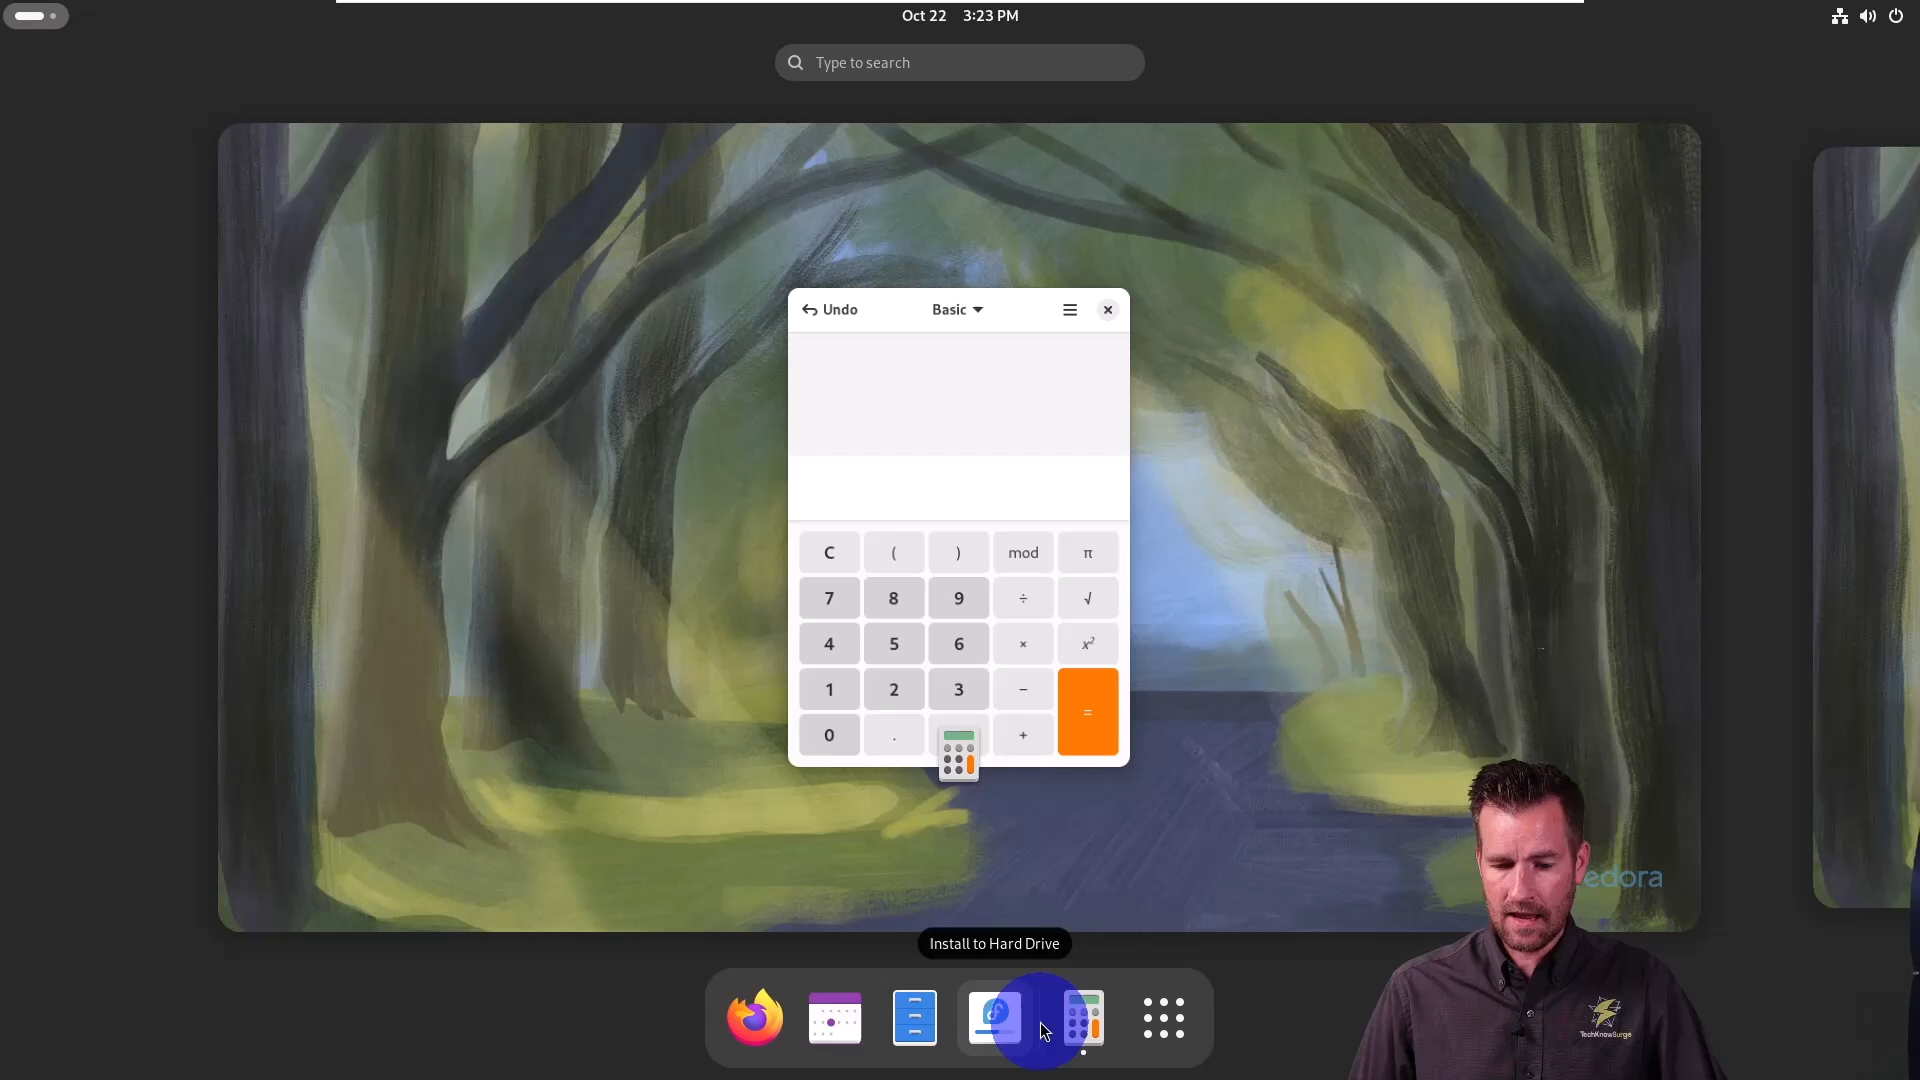 Oct 22 3:23 PM
Type to search
Undo Basic
C ( ) mod π
7 8 9 ÷ √
4 5 6 × x²
1 2 3 − =
0 . +
edora
Install to Hard Drive
TechKnowSurge